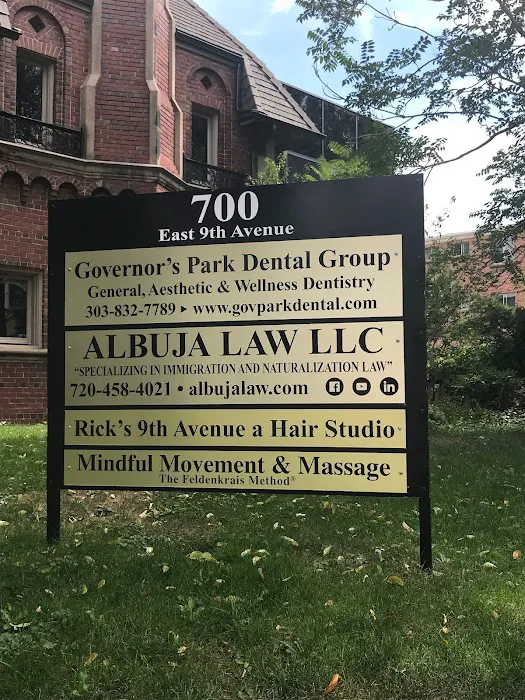 700
East 9th Avenue
Governor's Park Dental Group
General, Aesthetic & Wellness Dentistry
303-832-7789 ▸ www.govparkdental.com
ALBUJA LAW LLC
"SPECIALIZING IN IMMIGRATION AND NATURALIZATION LAW"
720-458-4021 • albujalaw.com f in
Rick's 9th Avenue a Hair Studio
Mindful Movement & Massage
The Feldenkrais Method®